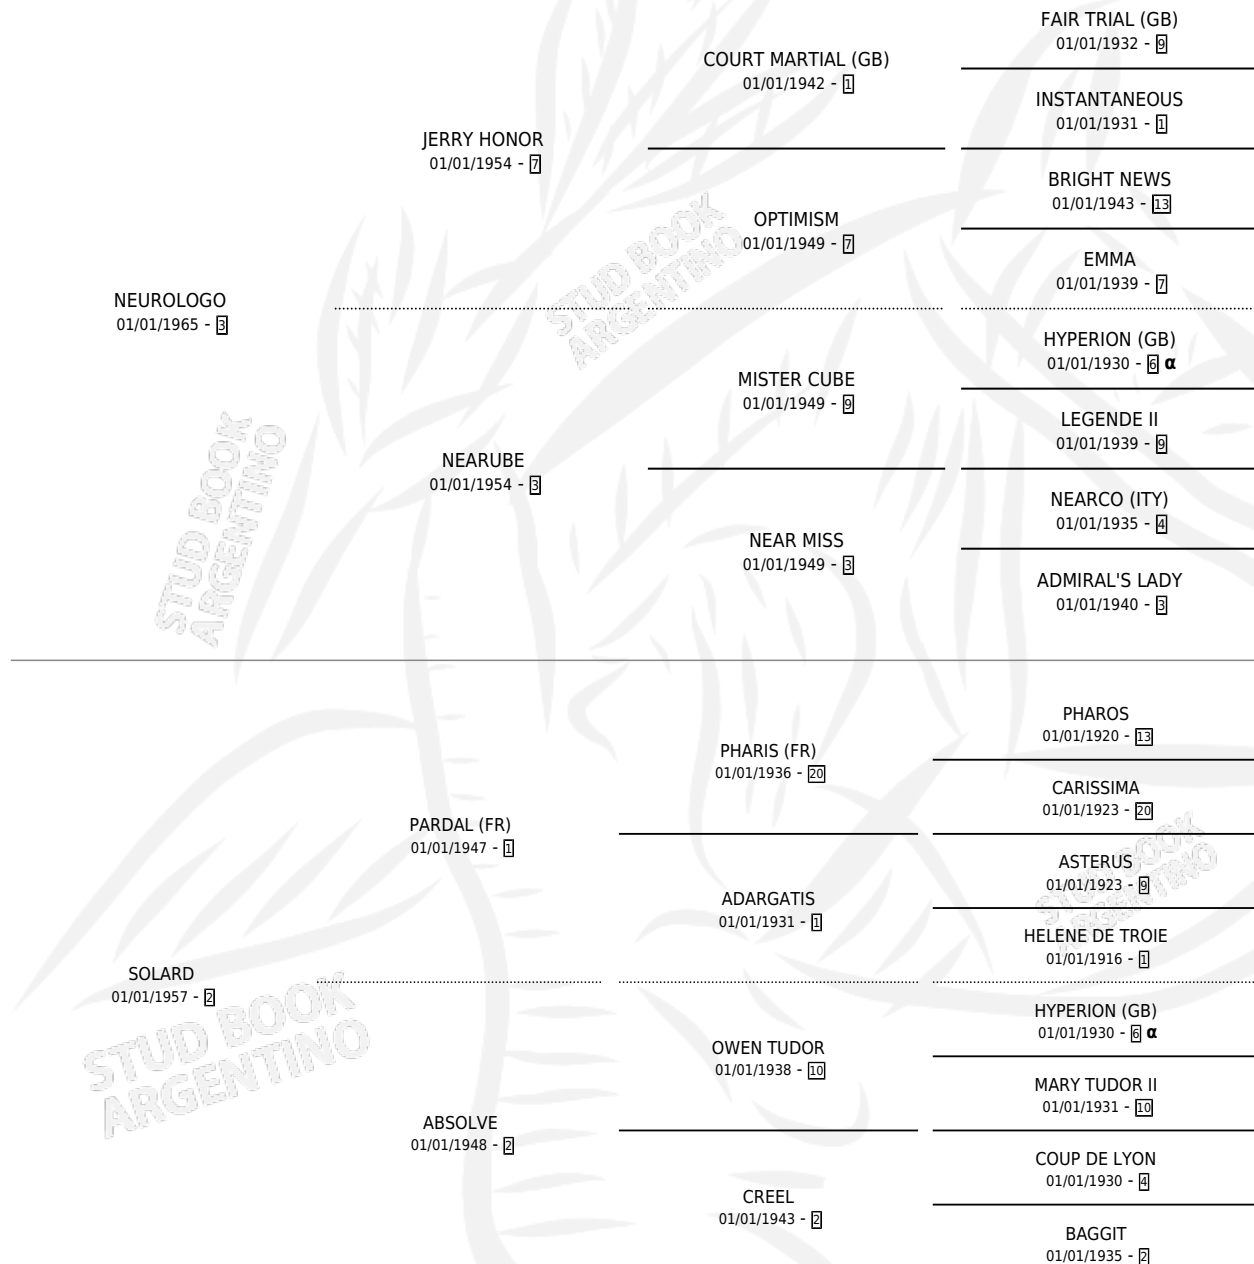 FAIR TRIAL (GB)
01/01/1932 - 9
COURT MARTIAL (GB)
01/01/1942 - 1
INSTANTANEOUS
01/01/1931 - 1
JERRY HONOR
01/01/1954 - 7
BRIGHT NEWS
01/01/1943 - 13
OPTIMISM
01/01/1949 - 7
EMMA
01/01/1939 - 7
NEUROLOGO
01/01/1965 - 3
HYPERION (GB)
01/01/1930 - 6 α
MISTER CUBE
01/01/1949 - 9
LEGENDE II
01/01/1939 - 9
NEARUBE
01/01/1954 - 3
NEARCO (ITY)
01/01/1935 - 4
NEAR MISS
01/01/1949 - 3
ADMIRAL'S LADY
01/01/1940 - 3
STUD BOOK
ARGENTINO
STUD BOOK
ARGENTINO
PHAROS
01/01/1920 - 13
PHARIS (FR)
01/01/1936 - 20
CARISSIMA
01/01/1923 - 20
PARDAL (FR)
01/01/1947 - 1
ASTERUS
01/01/1923 - 9
ADARGATIS
01/01/1931 - 1
HELENE DE TROIE
01/01/1916 - 1
SOLARD
01/01/1957 - 2
HYPERION (GB)
01/01/1930 - 6 α
OWEN TUDOR
01/01/1938 - 10
MARY TUDOR II
01/01/1931 - 10
ABSOLVE
01/01/1948 - 2
COUP DE LYON
01/01/1930 - 4
CREEL
01/01/1943 - 2
BAGGIT
01/01/1935 - 2
STUD BOOK
ARGENTINO
STUD BOOK
ARGENTINO